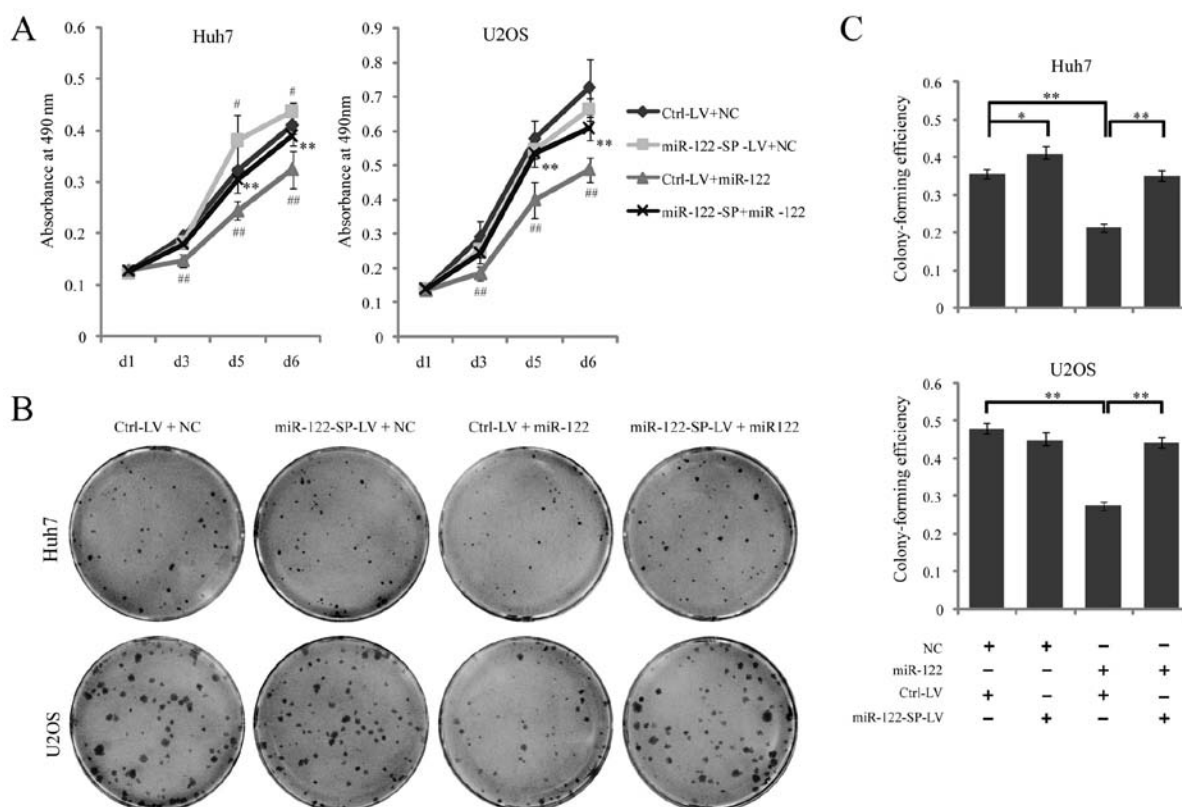 A
Huh7
Absorbance at 490 nm
0.6
0.5
0.4
0.3
0.2
0.1
0
d1 d3 d5 d6
#
#
**
**
##
##
##
U2OS
Absorbance at 490nm
0.9
0.8
0.7
0.6
0.5
0.4
0.3
0.2
0.1
0
d1 d3 d5 d6
**
**
##
##
##
Ctrl-LV+NC
miR-122-SP -LV+NC
Ctrl-LV+miR-122
miR-122-SP+miR -122
B
Ctrl-LV + NC miR-122-SP-LV + NC Ctrl-LV + miR-122 miR-122-SP-LV + miR122
Huh7
U2OS
C
Huh7
Colony-forming efficiency
0.5
0.4
0.3
0.2
0.1
0
**
*
**
U2OS
Colony-forming efficiency
0.5
0.4
0.3
0.2
0.1
0
**
**
NC + + – –
miR-122 – – + +
Ctrl-LV + – + –
miR-122-SP-LV – + – +